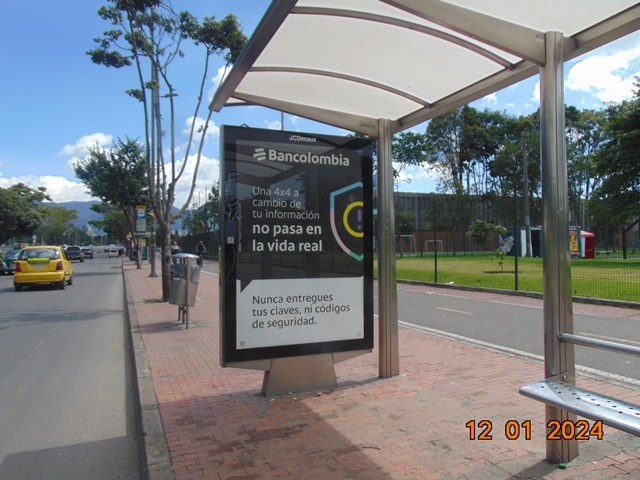 JCDecaux
Bancolombia
Una 4x4 a
cambio de
tu información
no pasa en
la vida real
Nunca entregues
tus claves, ni códigos
de seguridad.
12 01 2024